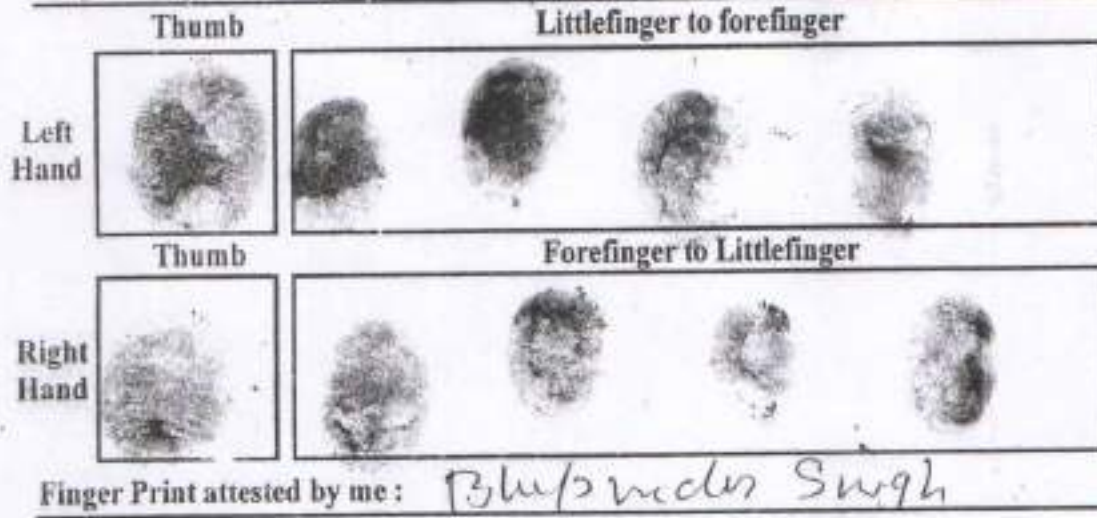 Thumb Littlefinger to forefinger
Left
Hand
Thumb Forefinger to Littlefinger
Right
Hand
Finger Print attested by me : Bhupinder Singh